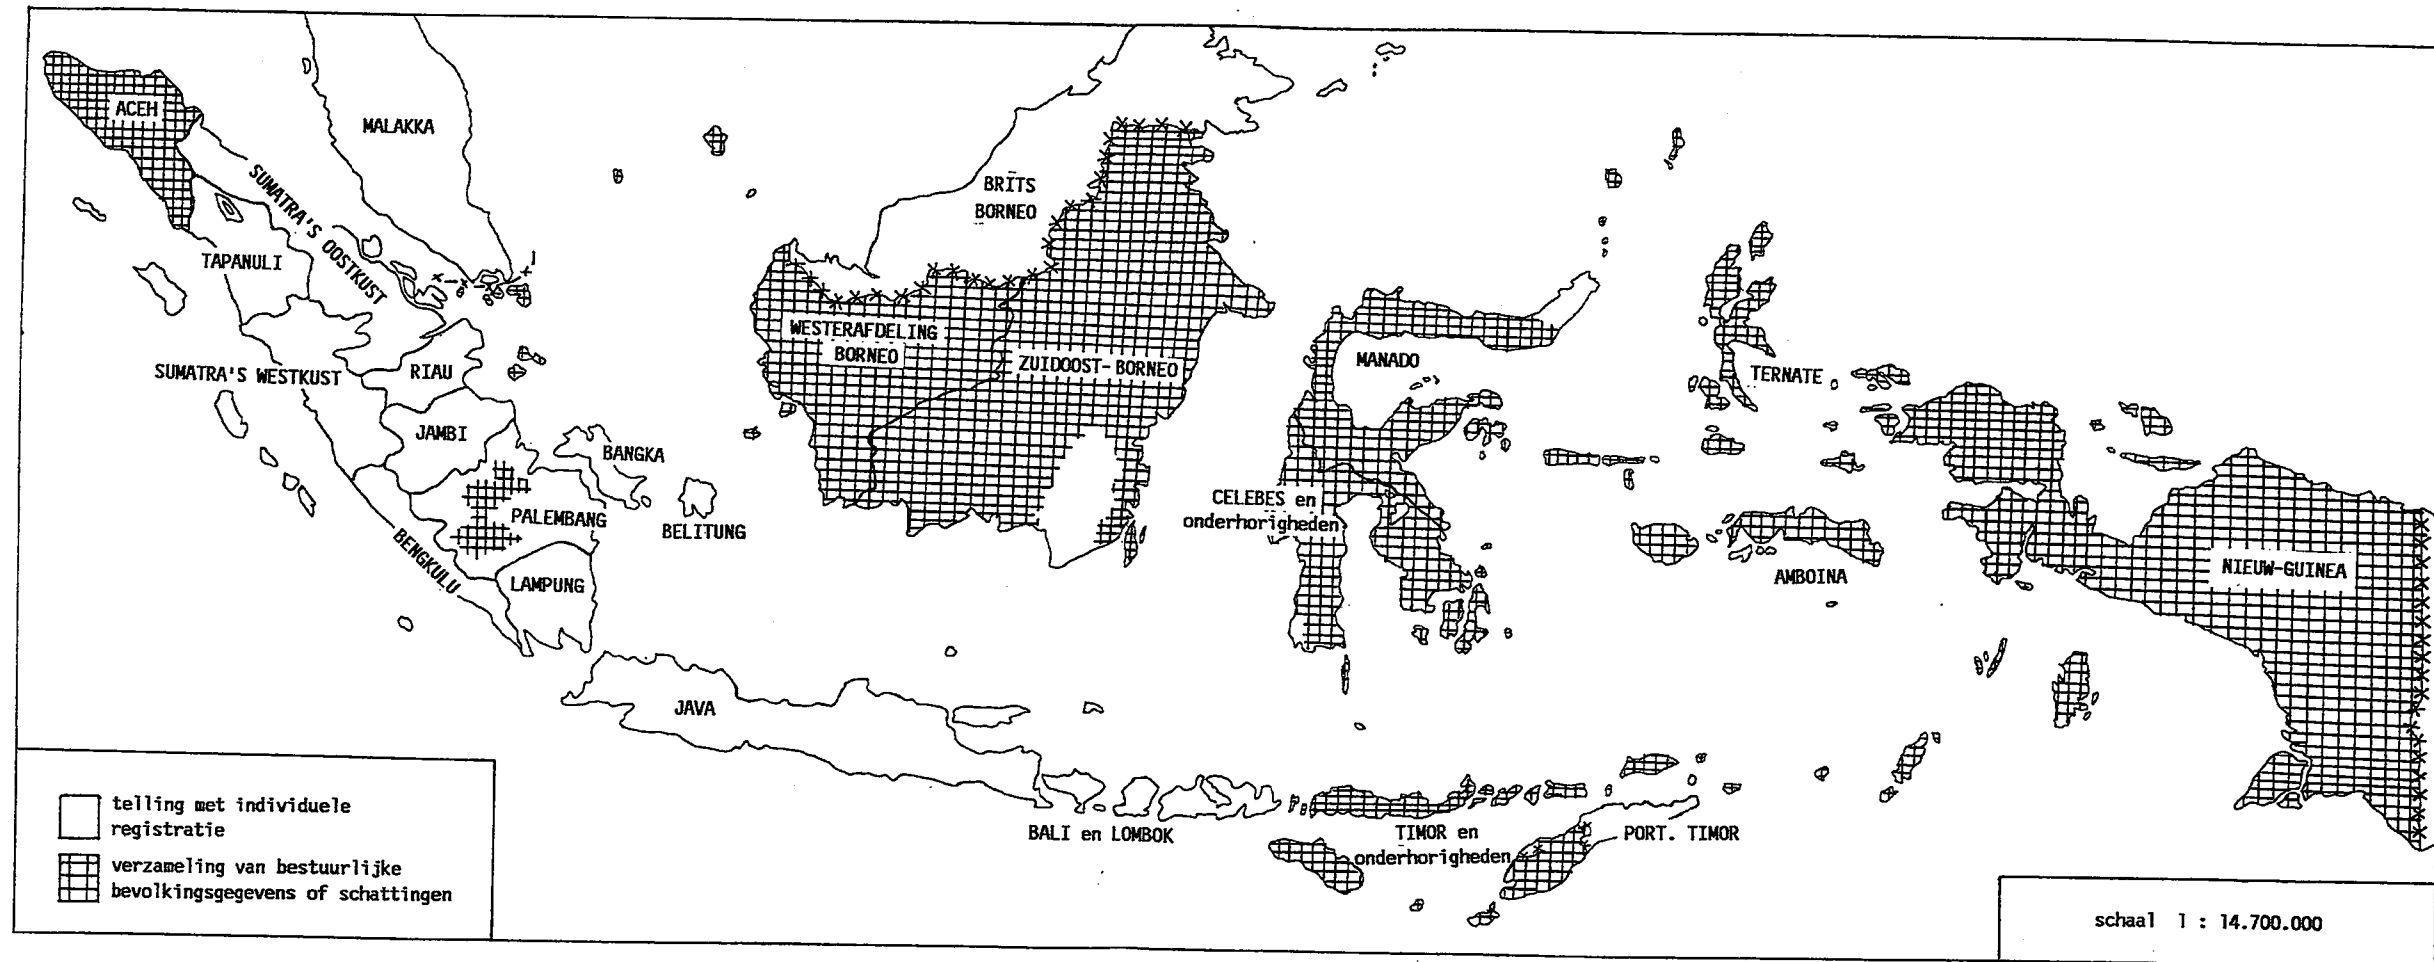 ACEH
MALAKKA
SUMATRA'S OOSTKUST
TAPANULI
BRITS
BORNEO
WESTERAFDELING
BORNEO
ZUIDOOST-BORNEO
MANADO
TERNATE
SUMATRA'S WESTKUST
RIAU
JAMBI
BANGKA
PALEMBANG
BELITUNG
BENGKULU
LAMPUNG
CELEBES en
onderhorigheden
AMBOINA
NIEUW-GUINEA
JAVA
BALI en LOMBOK
TIMOR en
onderhorigheden
PORT. TIMOR
telling met individuele
registratie
verzameling van bestuurlijke
bevolkingsgegevens of schattingen
schaal 1 : 14.700.000